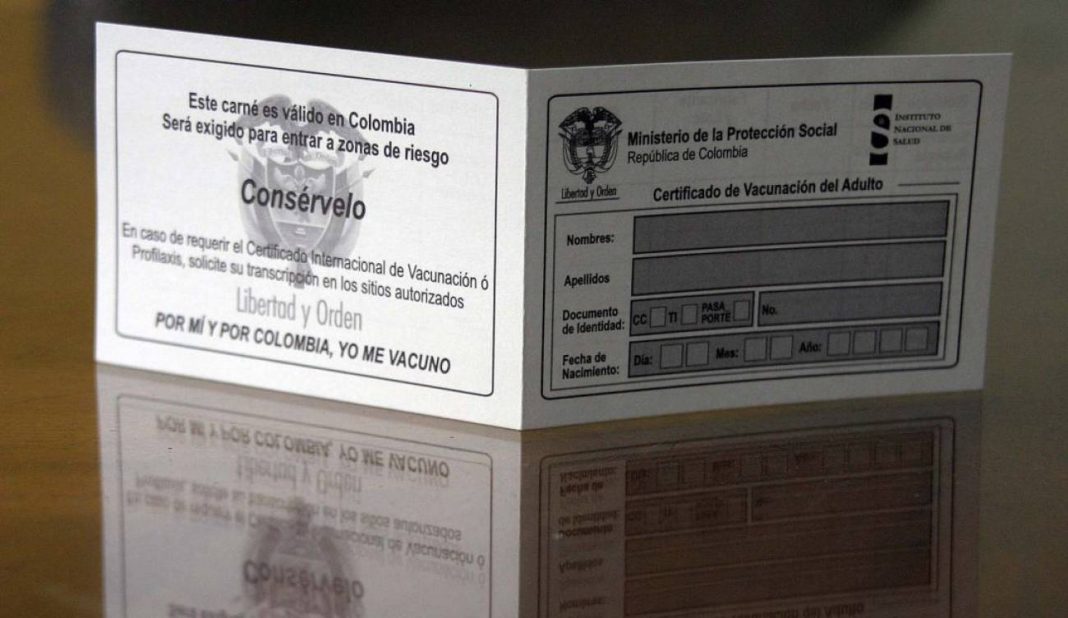 Este carné es válido en Colombia
Será exigido para entrar a zonas de riesgo
Consérvelo
En caso de requerir el Certificado Internacional de Vacunación ó
Profilaxis, solicite su transcripción en los sitios autorizados
Libertad y Orden
POR MÍ Y POR COLOMBIA, YO ME VACUNO
Libertad y Orden
Ministerio de la Protección Social
República de Colombia
INSTITUTO
NACIONAL DE
SALUD
Certificado de Vacunación del Adulto
Nombres:
Apellidos
Documento
de Identidad:
CC TI PASA
PORTE
No.
Fecha de
Nacimiento:
Día: Mes: Año: